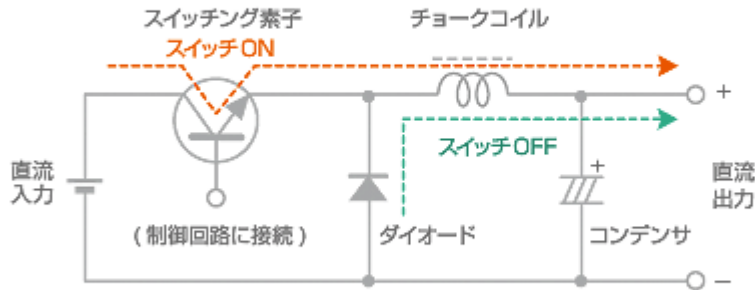 スイッチング素子
チョークコイル
スイッチON
+
スイッチOFF
直流
入力
+
直流
出力
(制御回路に接続)
ダイオード
コンデンサ
−